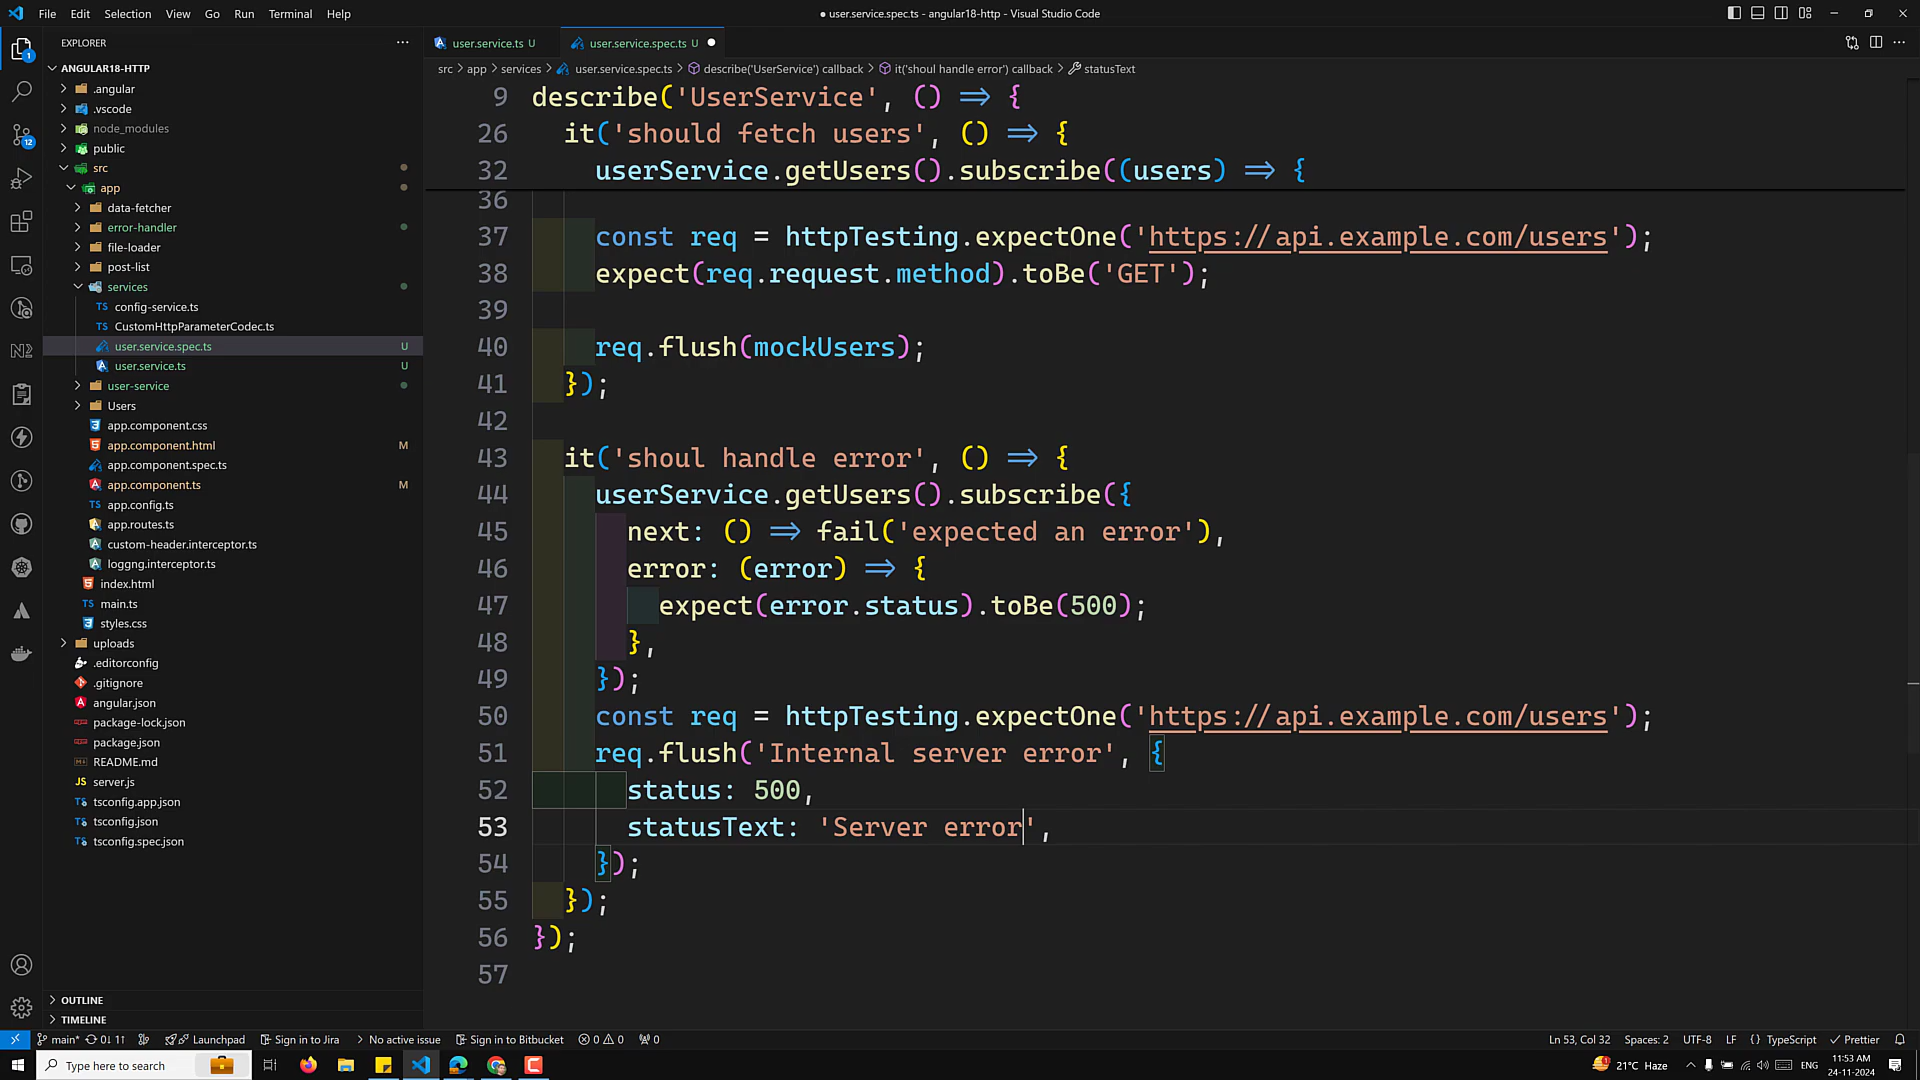 File Edit Selection View Go Run Terminal Help
● user.service.spec.ts - angular18-http - Visual Studio Code
EXPLORER
ANGULAR18-HTTP
.angular
.vscode
node_modules
public
src
app
data-fetcher
error-handler
file-loader
post-list
services
TS config-service.ts
TS CustomHttpParameterCodec.ts
user.service.spec.ts U
user.service.ts U
user-service
Users
app.component.css
app.component.html M
app.component.spec.ts
app.component.ts M
app.config.ts
app.routes.ts
custom-header.interceptor.ts
loggng.interceptor.ts
index.html
TS main.ts
styles.css
uploads
.editorconfig
.gitignore
angular.json
package-lock.json
package.json
README.md
JS server.js
tsconfig.app.json
tsconfig.json
tsconfig.spec.json
OUTLINE
TIMELINE
user.service.ts U
user.service.spec.ts U ●
src > app > services > user.service.spec.ts > describe('UserService') callback > it('shoul handle error') callback > statusText
9 describe('UserService', () => {
26 it('should fetch users', () => {
32 userService.getUsers().subscribe((users) => {
36
37 const req = httpTesting.expectOne('https://api.example.com/users');
38 expect(req.request.method).toBe('GET');
39
40 req.flush(mockUsers);
41 });
42
43 it('shoul handle error', () => {
44 userService.getUsers().subscribe({
45 next: () => fail('expected an error'),
46 error: (error) => {
47 expect(error.status).toBe(500);
48 },
49 });
50 const req = httpTesting.expectOne('https://api.example.com/users');
51 req.flush('Internal server error', {
52 status: 500,
53 statusText: 'Server error',
54 });
55 });
56 });
57
main* 0↓ 1↑ Launchpad Sign in to Jira No active issue Sign in to Bitbucket 0 0 0
Ln 53, Col 32 Spaces: 2 UTF-8 LF {} TypeScript Prettier
Type here to search
21°C Haze
ENG
11:53 AM
24-11-2024